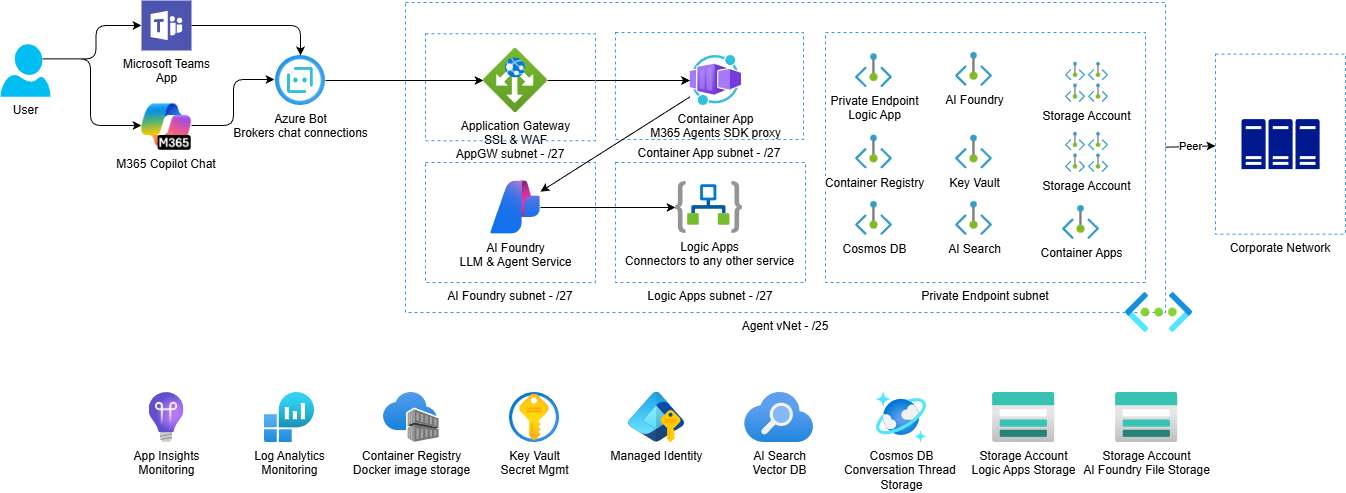 User
Microsoft Teams
App
M365
M365 Copilot Chat
Azure Bot
Brokers chat connections
Application Gateway
SSL & WAF
AppGW subnet - /27
Container App
M365 Agents SDK proxy
Container App subnet - /27
AI Foundry
LLM & Agent Service
AI Foundry subnet - /27
Logic Apps
Connectors to any other service
Logic Apps subnet - /27
Private Endpoint
Logic App
AI Foundry
Storage Account
Container Registry
Key Vault
Storage Account
Cosmos DB
AI Search
Container Apps
Private Endpoint subnet
Agent vNet - /25
Peer
Corporate Network
App Insights
Monitoring
Log Analytics
Monitoring
Container Registry
Docker image storage
Key Vault
Secret Mgmt
Managed Identity
AI Search
Vector DB
Cosmos DB
Conversation Thread
Storage
Storage Account
Logic Apps Storage
Storage Account
AI Foundry File Storage